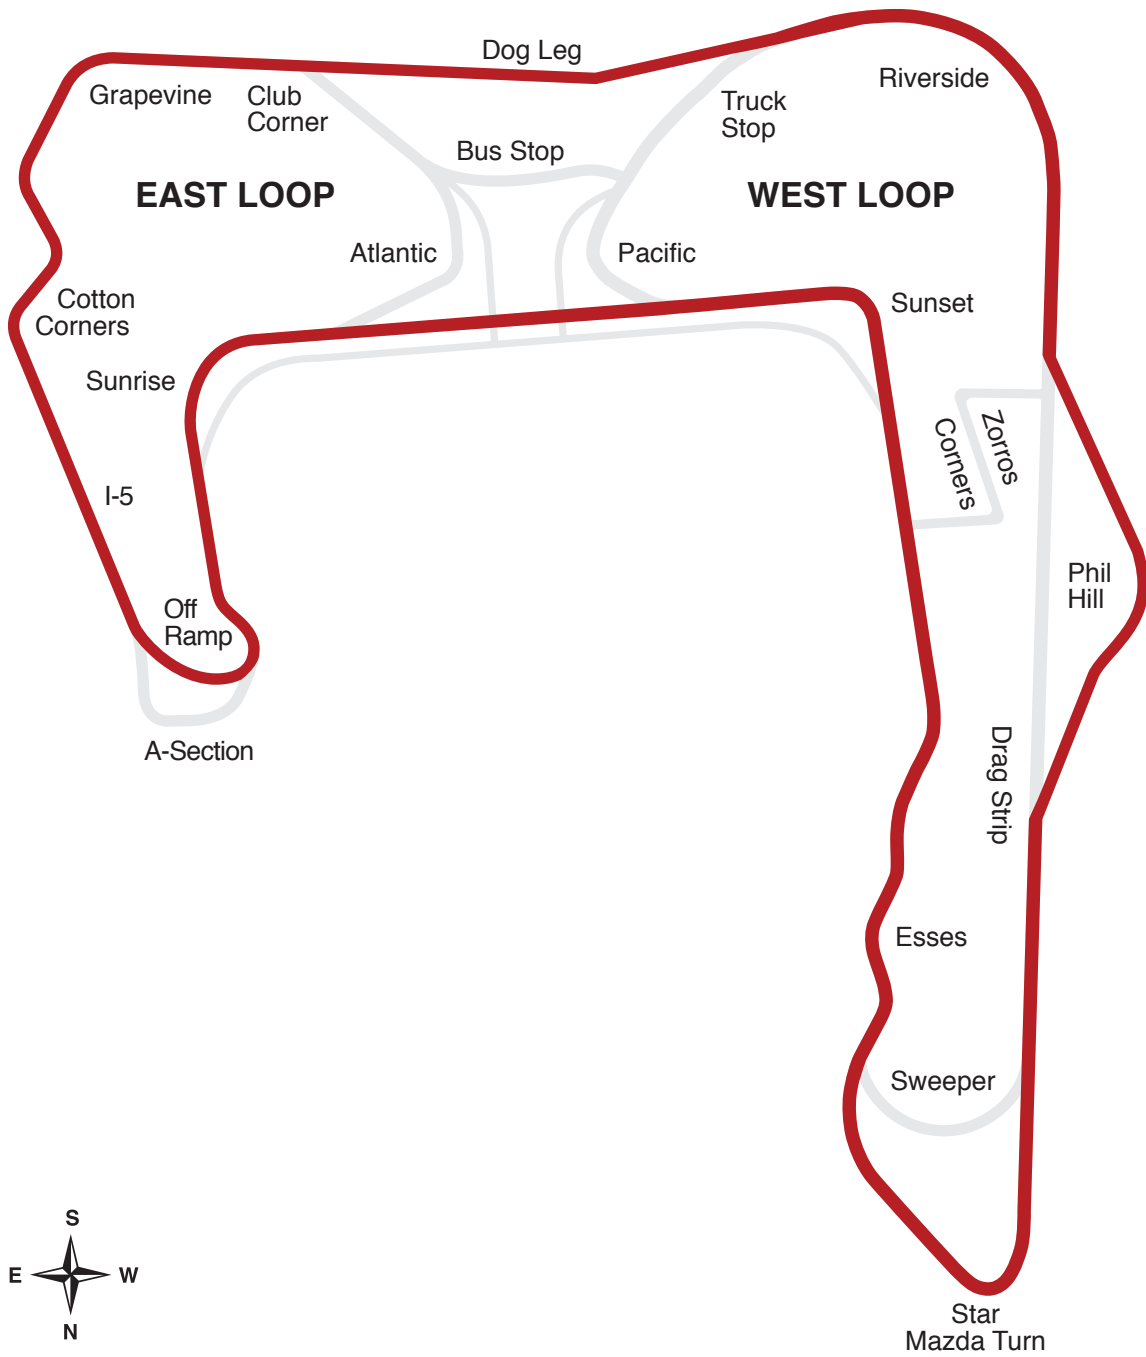 Dog Leg
Riverside
Grapevine
Club
Corner
Truck
Stop
Bus Stop
EAST LOOP
WEST LOOP
Atlantic
Pacific
Cotton
Corners
Sunset
Sunrise
Zorros
Corners
I-5
Phil
Hill
Off
Ramp
A-Section
Drag Strip
Esses
Sweeper
S
E
W
N
Star
Mazda Turn